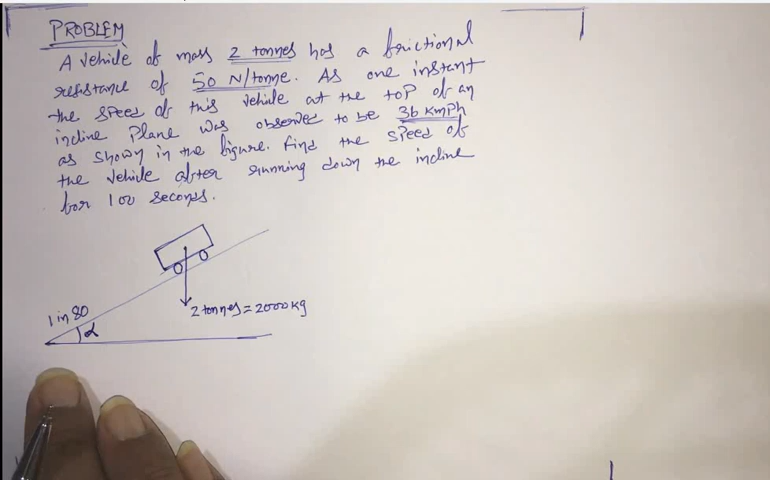 PROBLEM
A vehicle of mass 2 tonnes has a frictional
resistance of 50 N/tonne. As one instant
the speed of this vehicle at the top of an
incline plane was observed to be 36 kmph
as shown in the figure. Find the speed of
the vehicle after running down the incline
for 100 seconds.
1 in 80
α
2 tonnes = 2000 kg